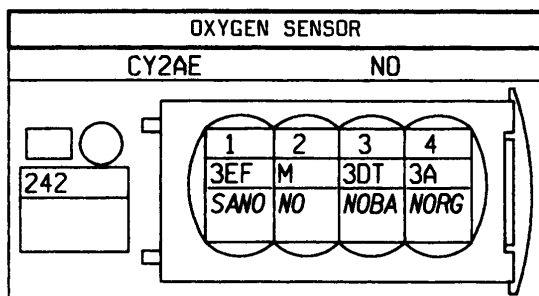 OXYGEN SENSOR
CY2AE NO
1 2 3 4
242 3EF M 3DT 3A
SANO NO NOBA NORG